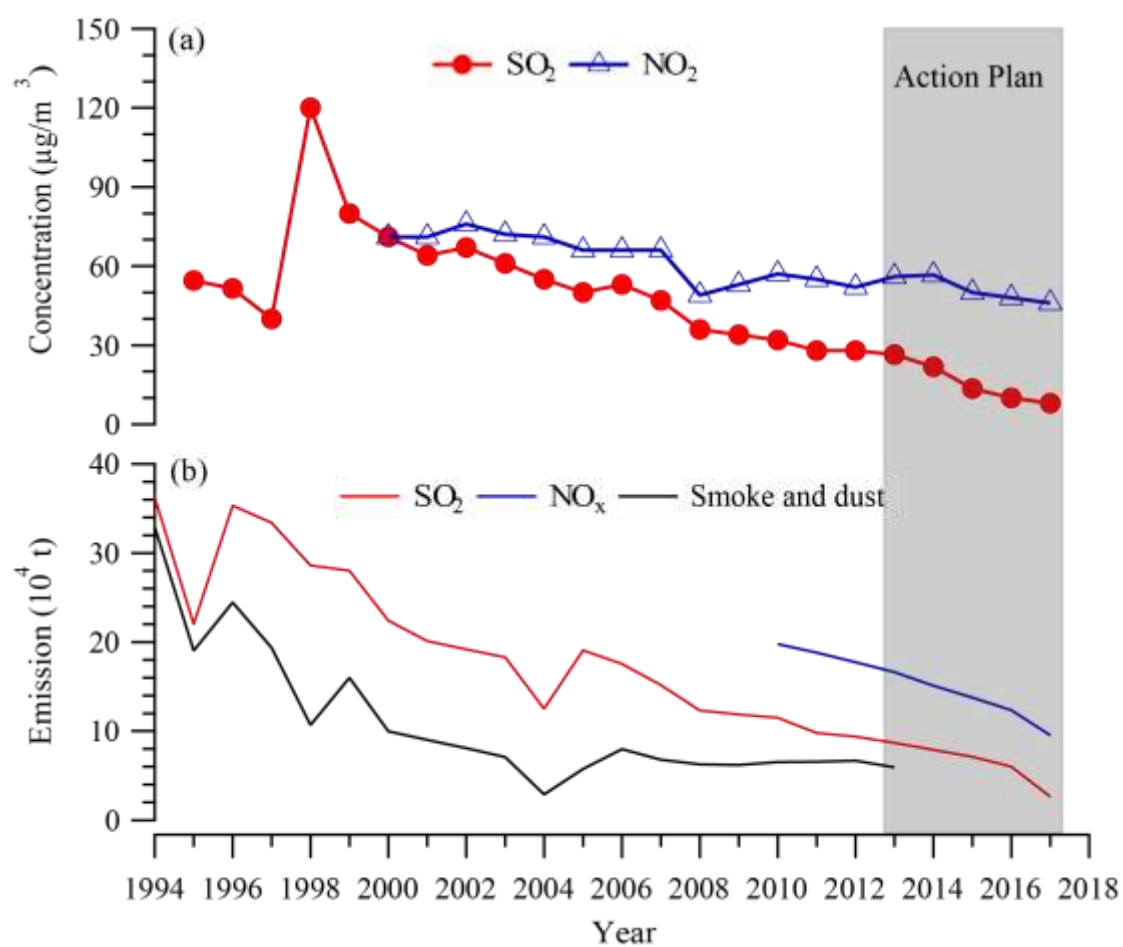 (a)
SO₂ NO₂
Action Plan
150
120
90
60
30
0
Concentration (µg/m³)
(b)
SO₂ NOₓ Smoke and dust
40
30
20
10
0
Emission (10⁴ t)
1994 1996 1998 2000 2002 2004 2006 2008 2010 2012 2014 2016 2018
Year